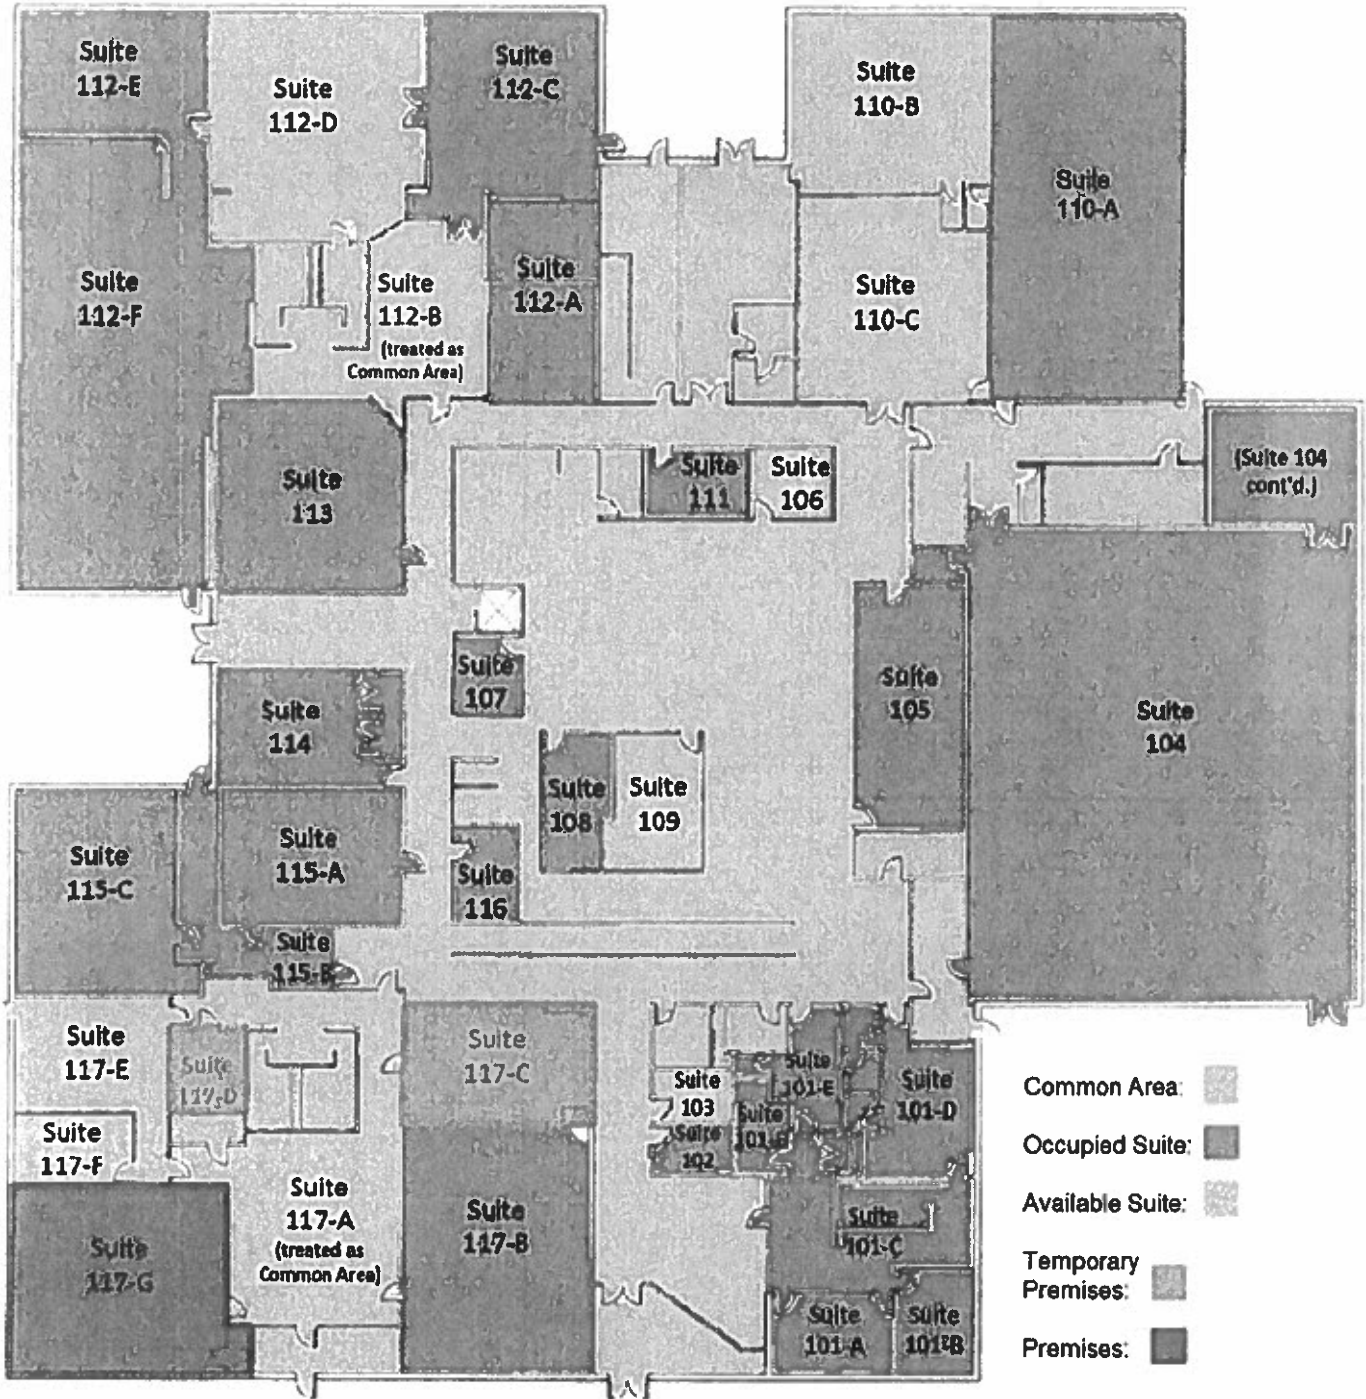 Suite
112-E
Suite
112-D
Suite
112-C
Suite
110-B
Suite
110-A
Suite
112-F
Suite
112-B
(treated as
Common Area)
Suite
112-A
Suite
110-C
Suite
113
Suite
111
Suite
106
(Suite 104
cont'd.)
Suite
107
Suite
105
Suite
104
Suite
114
Suite
108
Suite
109
Suite
115-C
Suite
115-A
Suite
116
Suite
115-B
Suite
117-E
Suite
117-D
Suite
117-C
Suite
103
Suite
101-E
Suite
101-D
Suite
Suite
102
Suite
117-F
Suite
117-A
(treated as
Common Area)
Suite
117-B
Suite
101-C
Suite
117-G
Suite
101-A
Suite
101-B
Common Area:
Occupied Suite:
Available Suite:
Temporary
Premises:
Premises: